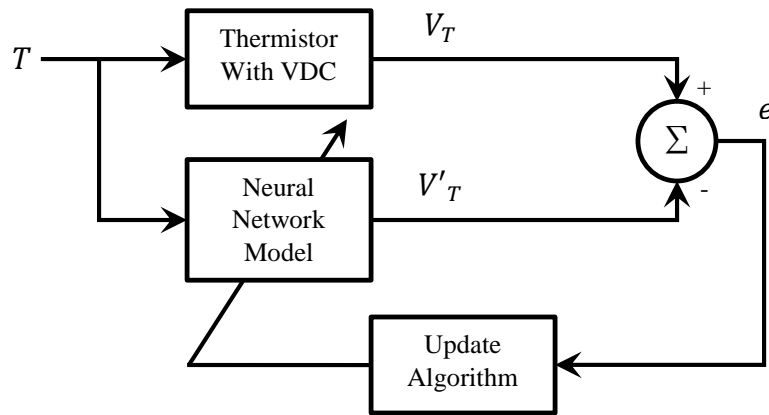 T
Thermistor
With VDC
V_T
+
e
Σ
-
Neural
Network
Model
V'_T
Update
Algorithm